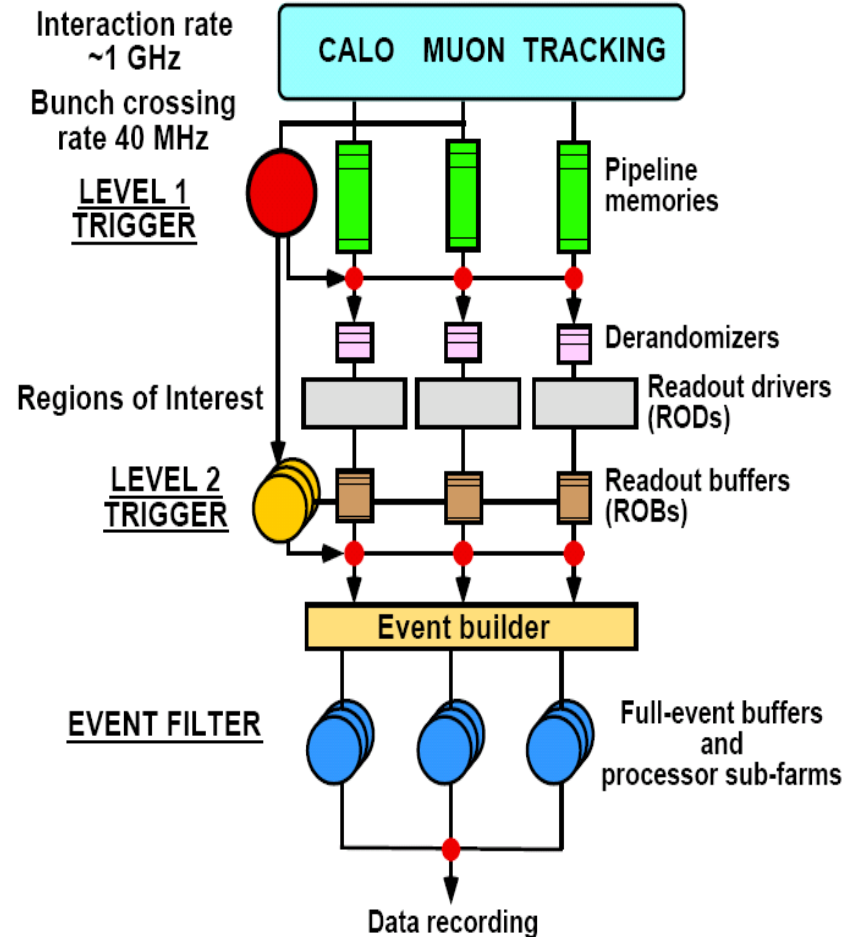 Interaction rate
~1 GHz
CALO MUON TRACKING
Bunch crossing
rate 40 MHz
LEVEL 1
TRIGGER
Pipeline
memories
Derandomizers
Regions of Interest
Readout drivers
(RODs)
LEVEL 2
TRIGGER
Readout buffers
(ROBs)
Event builder
EVENT FILTER
Full-event buffers
and
processor sub-farms
Data recording